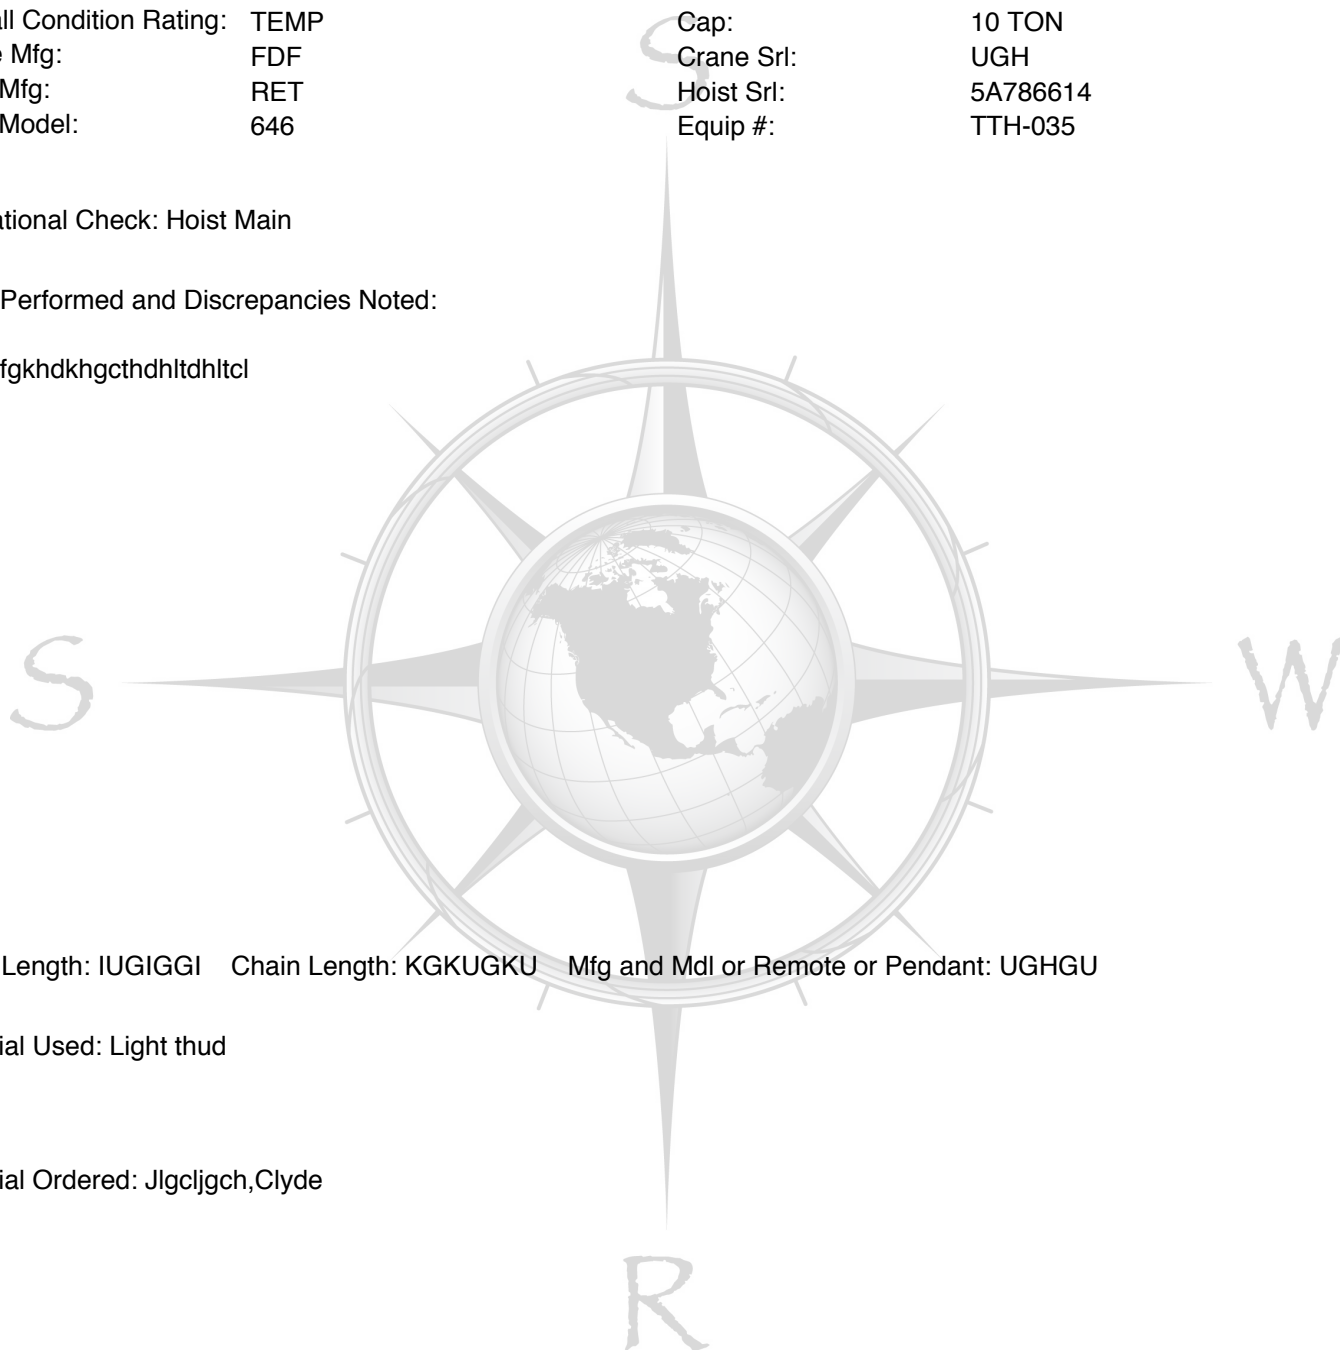 all Condition Rating: TEMP Cap: 10 TON
e Mfg: FDF Crane Srl: UGH
Mfg: RET Hoist Srl: 5A786614
Model: 646 Equip #: TTH-035
ational Check: Hoist Main
Performed and Discrepancies Noted:
fgkhdkhgcthdhltdhltcl
Length: IUGIGGI Chain Length: KGKUGKU Mfg and Mdl or Remote or Pendant: UGHGU
ial Used: Light thud
ial Ordered: Jlgcljgch,Clyde
S
S
W
R